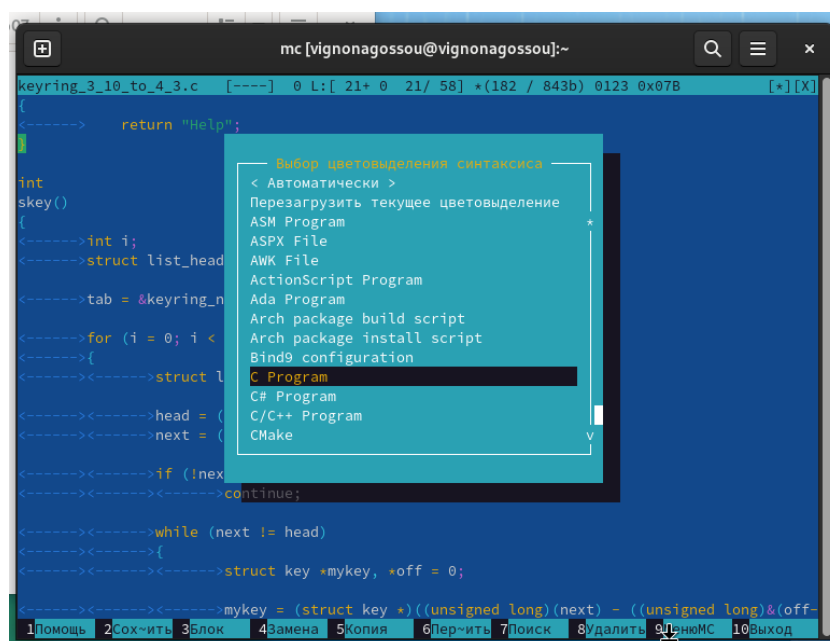 mc [vignonagossou@vignonagossou]:~
keyring_3_10_to_4_3.c [----] 0 L:[ 21+ 0 21/ 58] *(182 / 843b) 0123 0x07B [*][X]
{
<------> return "Help";
}
Выбор цветовыделения синтаксиса
< Автоматически >
Перезагрузить текущее цветовыделение
ASM Program
ASPX File
AWK File
ActionScript Program
Ada Program
Arch package build script
Arch package install script
Bind9 configuration
C Program
C# Program
C/C++ Program
CMake
int
skey()
{
<------>int i;
<------>struct list_head
<------>tab = &keyring_n
<------>for (i = 0; i <
<------>{
<------><------>struct l
<------><------>head = (
<------><------>next = (
<------><------>if (!nex
<------><------><------>continue;
<------><------>while (next != head)
<------><------>{
<------><------><------>struct key *mykey, *off = 0;
<------><------><------>mykey = (struct key *)((unsigned long)(next) - ((unsigned long)&(off-
1Помощь 2Сох~ить 3Блок 4Замена 5Копия 6Пер~ить 7Поиск 8Удалить 9МенюMC 10Выход